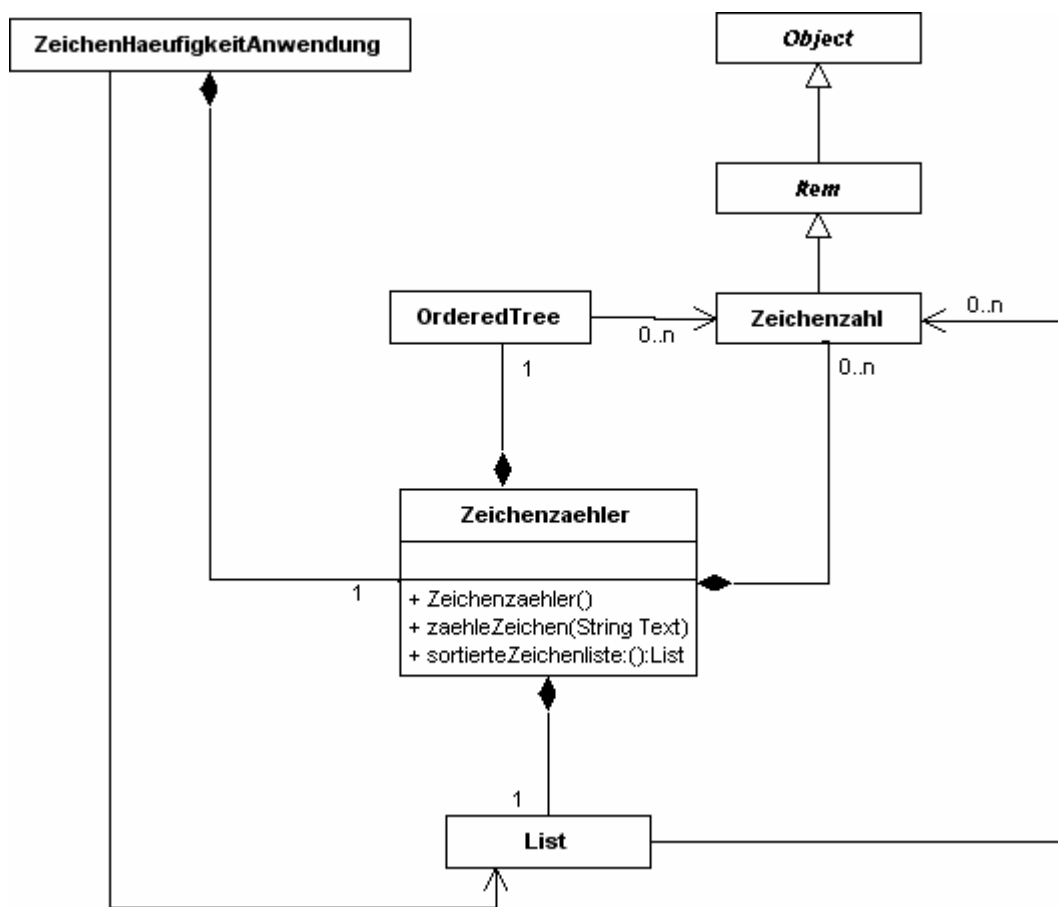 ZeichenHaeufigkeitAnwendung
Object
Item
OrderedTree
0..n
Zeichenzahl
0..n
1
0..n
Zeichenzaehler
1
+ Zeichenzaehler()
+ zaehleZeichen(String Text)
+ sortierteZeichenliste:():List
1
List